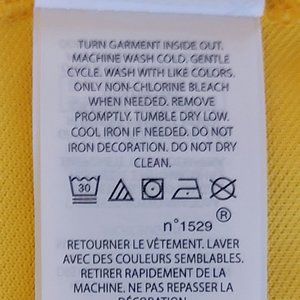 TURN GARMENT INSIDE OUT.
MACHINE WASH COLD, GENTLE
CYCLE. WASH WITH LIKE COLORS.
ONLY NON-CHLORINE BLEACH
WHEN NEEDED. REMOVE
PROMPTLY. TUMBLE DRY LOW.
COOL IRON IF NEEDED. DO NOT
IRON DECORATION. DO NOT DRY
CLEAN.
30
®
n°1529
RETOURNER LE VÊTEMENT. LAVER
AVEC DES COULEURS SEMBLABLES.
RETIRER RAPIDEMENT DE LA
MACHINE. NE PAS REPASSER LA